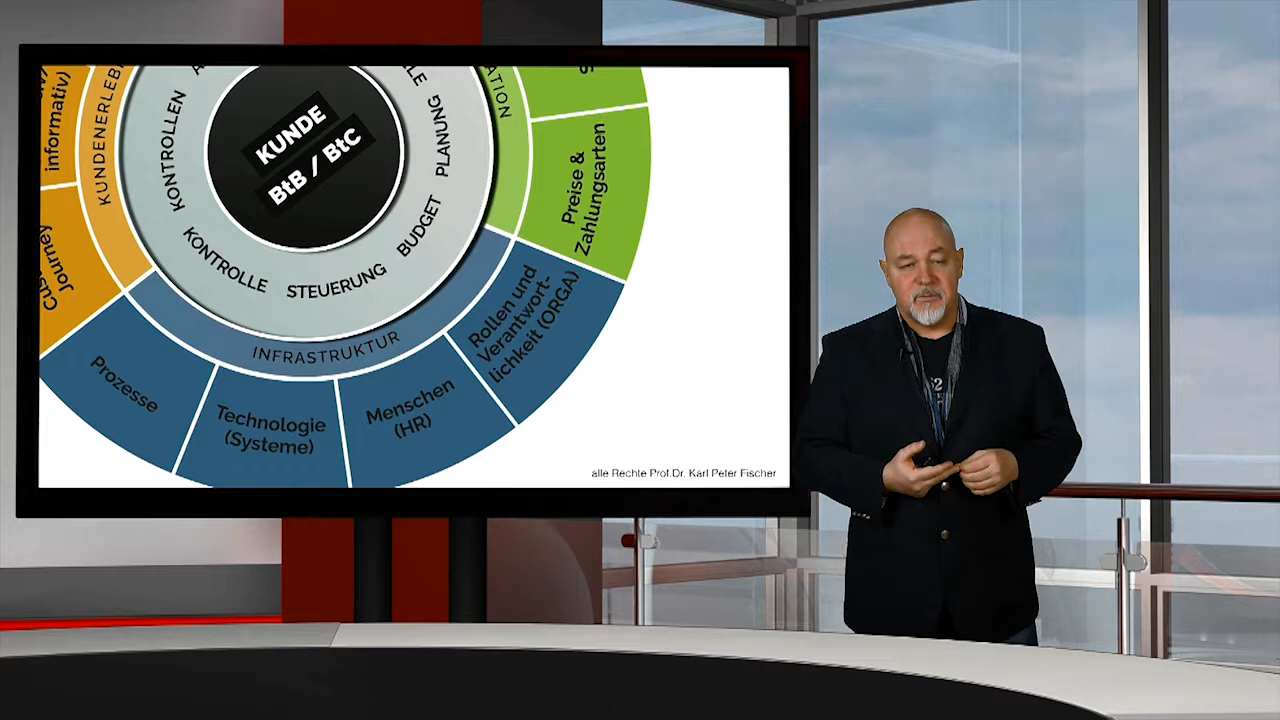 informativ)
KUNDENERLEB
KONTROLLEN
KUNDE
BtB / BtC
PLANUNG
ATION
Preise &
Zahlungsarten
Journey
KONTROLLE
STEUERUNG
BUDGET
INFRASTRUKTUR
Prozesse
Technologie
(Systeme)
Menschen
(HR)
Rollen und
Verantwort-
lichkeit (ORGA)
alle Rechte Prof.Dr. Karl Peter Fischer
62